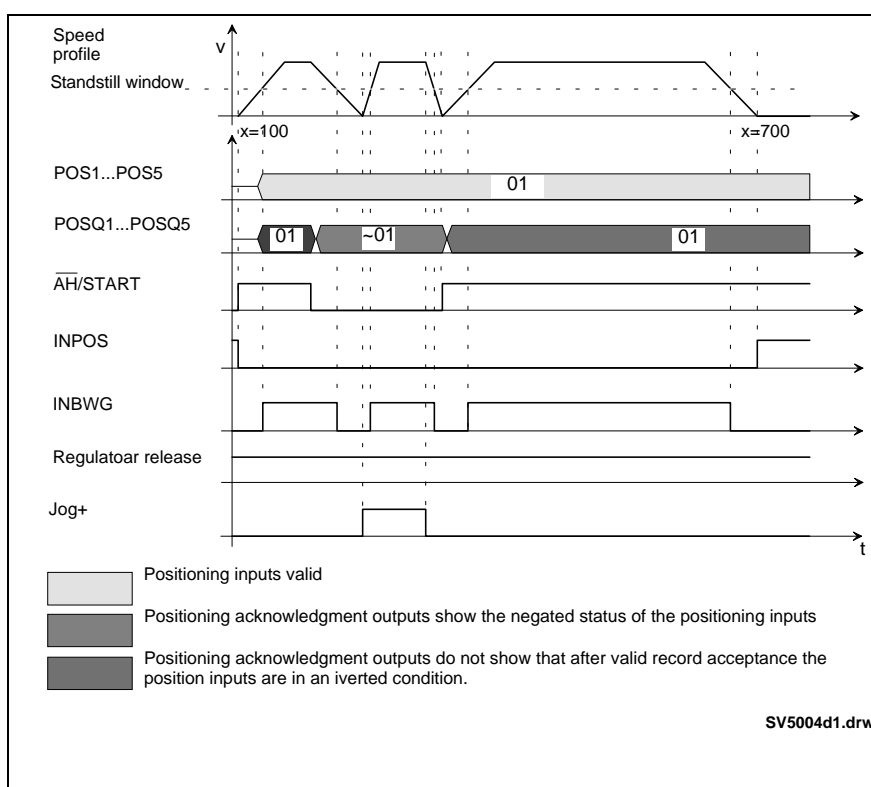 Speed
profile
v
Standstill window
x=100
x=700
POS1...POS5
01
POSQ1...POSQ5
01
~01
01
AH/START
INPOS
INBWG
Regulatoar release
Jog+
t
Positioning inputs valid
Positioning acknowledgment outputs show the negated status of the positioning inputs
Positioning acknowledgment outputs do not show that after valid record acceptance the
position inputs are in an iverted condition.
SV5004d1.drw